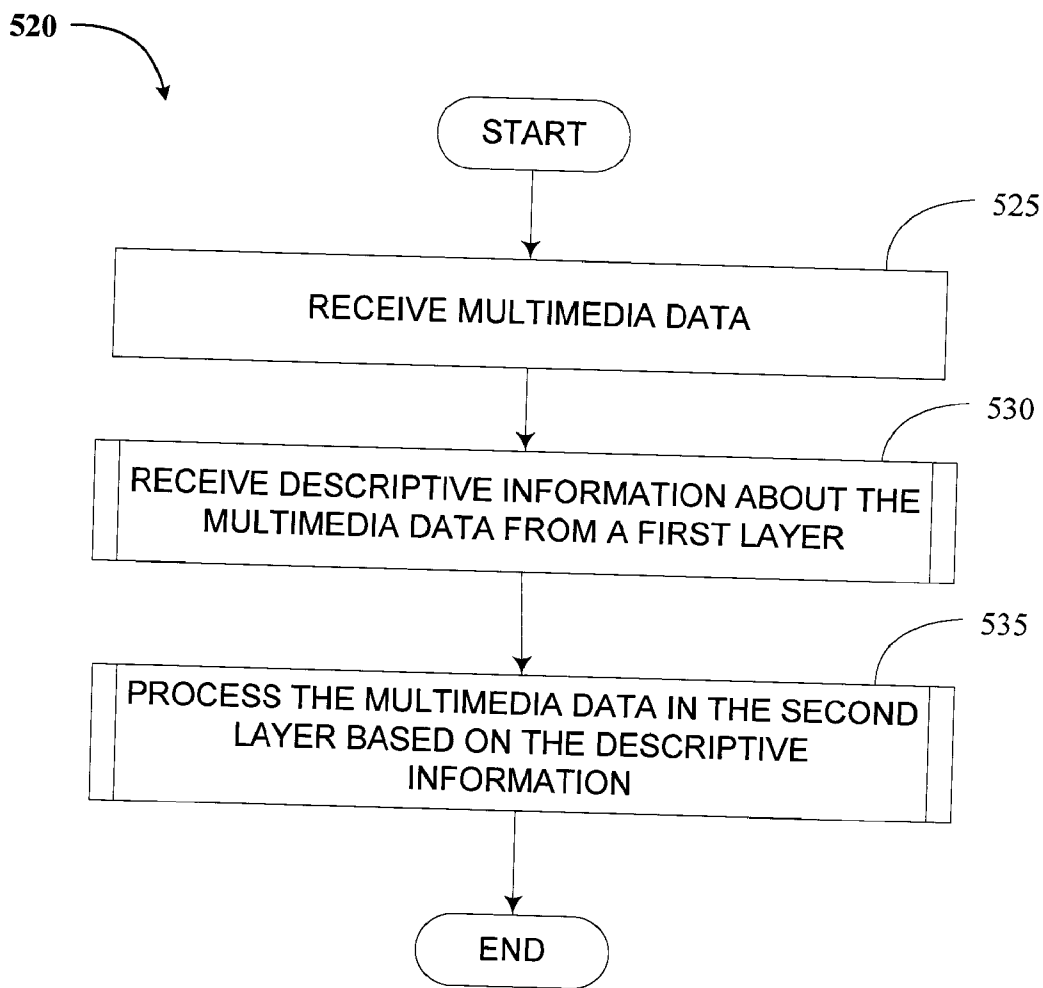 520
START
525
RECEIVE MULTIMEDIA DATA
530
RECEIVE DESCRIPTIVE INFORMATION ABOUT THE
MULTIMEDIA DATA FROM A FIRST LAYER
535
PROCESS THE MULTIMEDIA DATA IN THE SECOND
LAYER BASED ON THE DESCRIPTIVE
INFORMATION
END